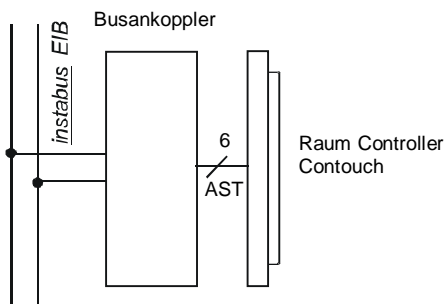 Busankoppler
instabus EIB
6
AST
Raum Controller
Contouch